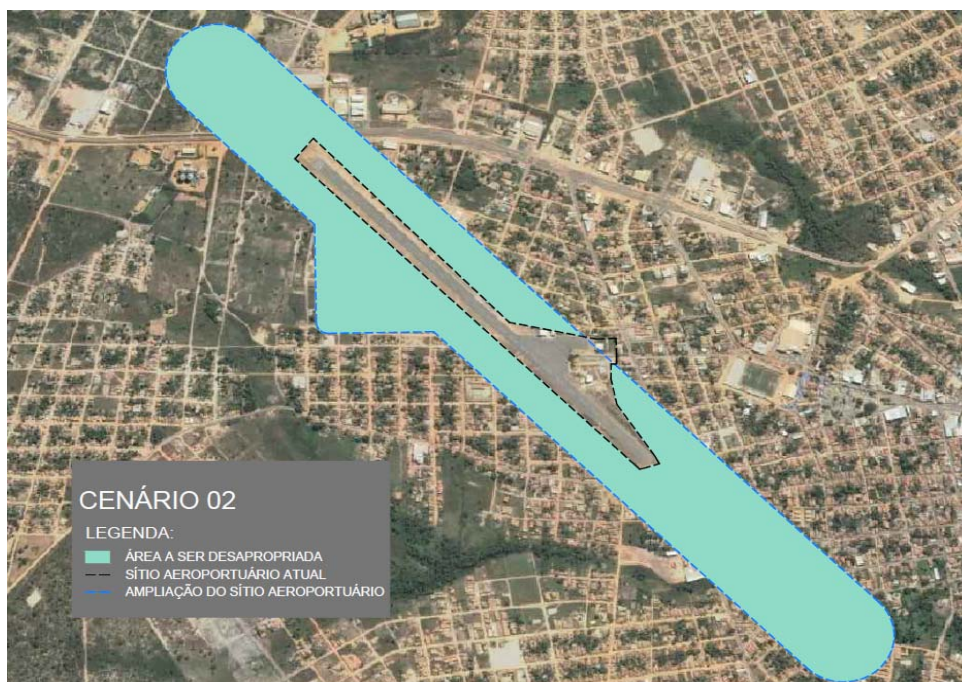 CENÁRIO 02
LEGENDA:
ÁREA A SER DESAPROPRIADA
SÍTIO AEROPORTUÁRIO ATUAL
AMPLIAÇÃO DO SÍTIO AEROPORTUÁRIO